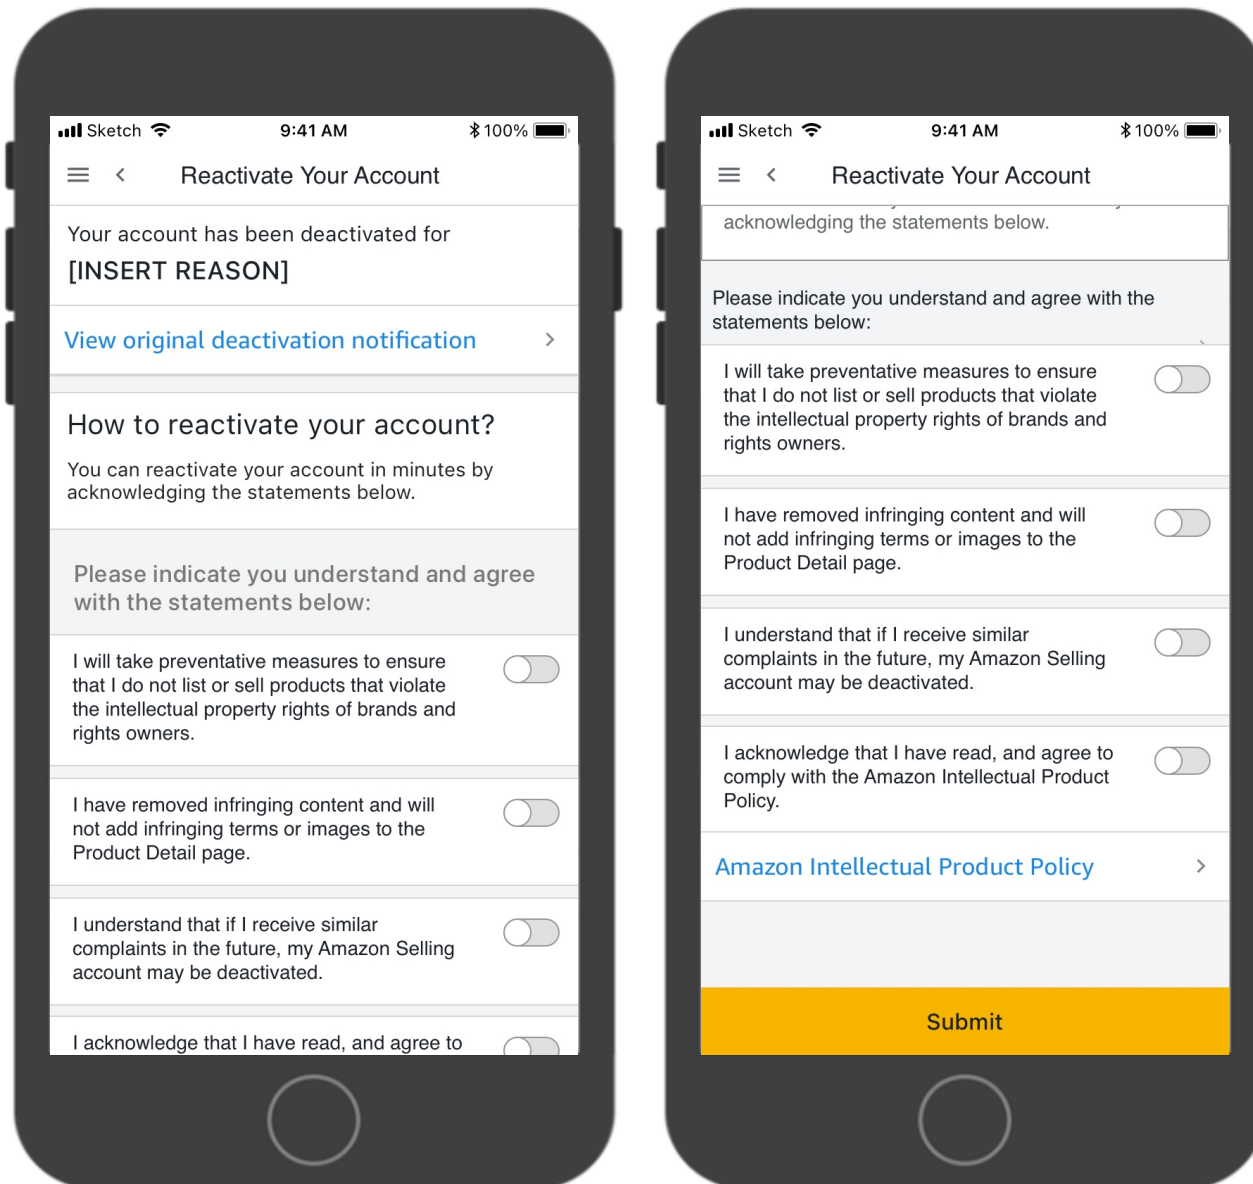 Sketch 9:41 AM 100%
Reactivate Your Account
Your account has been deactivated for
[INSERT REASON]
View original deactivation notification
How to reactivate your account?
You can reactivate your account in minutes by
acknowledging the statements below.
Please indicate you understand and agree
with the statements below:
I will take preventative measures to ensure
that I do not list or sell products that violate
the intellectual property rights of brands and
rights owners.
I have removed infringing content and will
not add infringing terms or images to the
Product Detail page.
I understand that if I receive similar
complaints in the future, my Amazon Selling
account may be deactivated.
I acknowledge that I have read, and agree to
Sketch 9:41 AM 100%
Reactivate Your Account
acknowledging the statements below.
Please indicate you understand and agree with the
statements below:
I will take preventative measures to ensure
that I do not list or sell products that violate
the intellectual property rights of brands and
rights owners.
I have removed infringing content and will
not add infringing terms or images to the
Product Detail page.
I understand that if I receive similar
complaints in the future, my Amazon Selling
account may be deactivated.
I acknowledge that I have read, and agree to
comply with the Amazon Intellectual Product
Policy.
Amazon Intellectual Product Policy
Submit